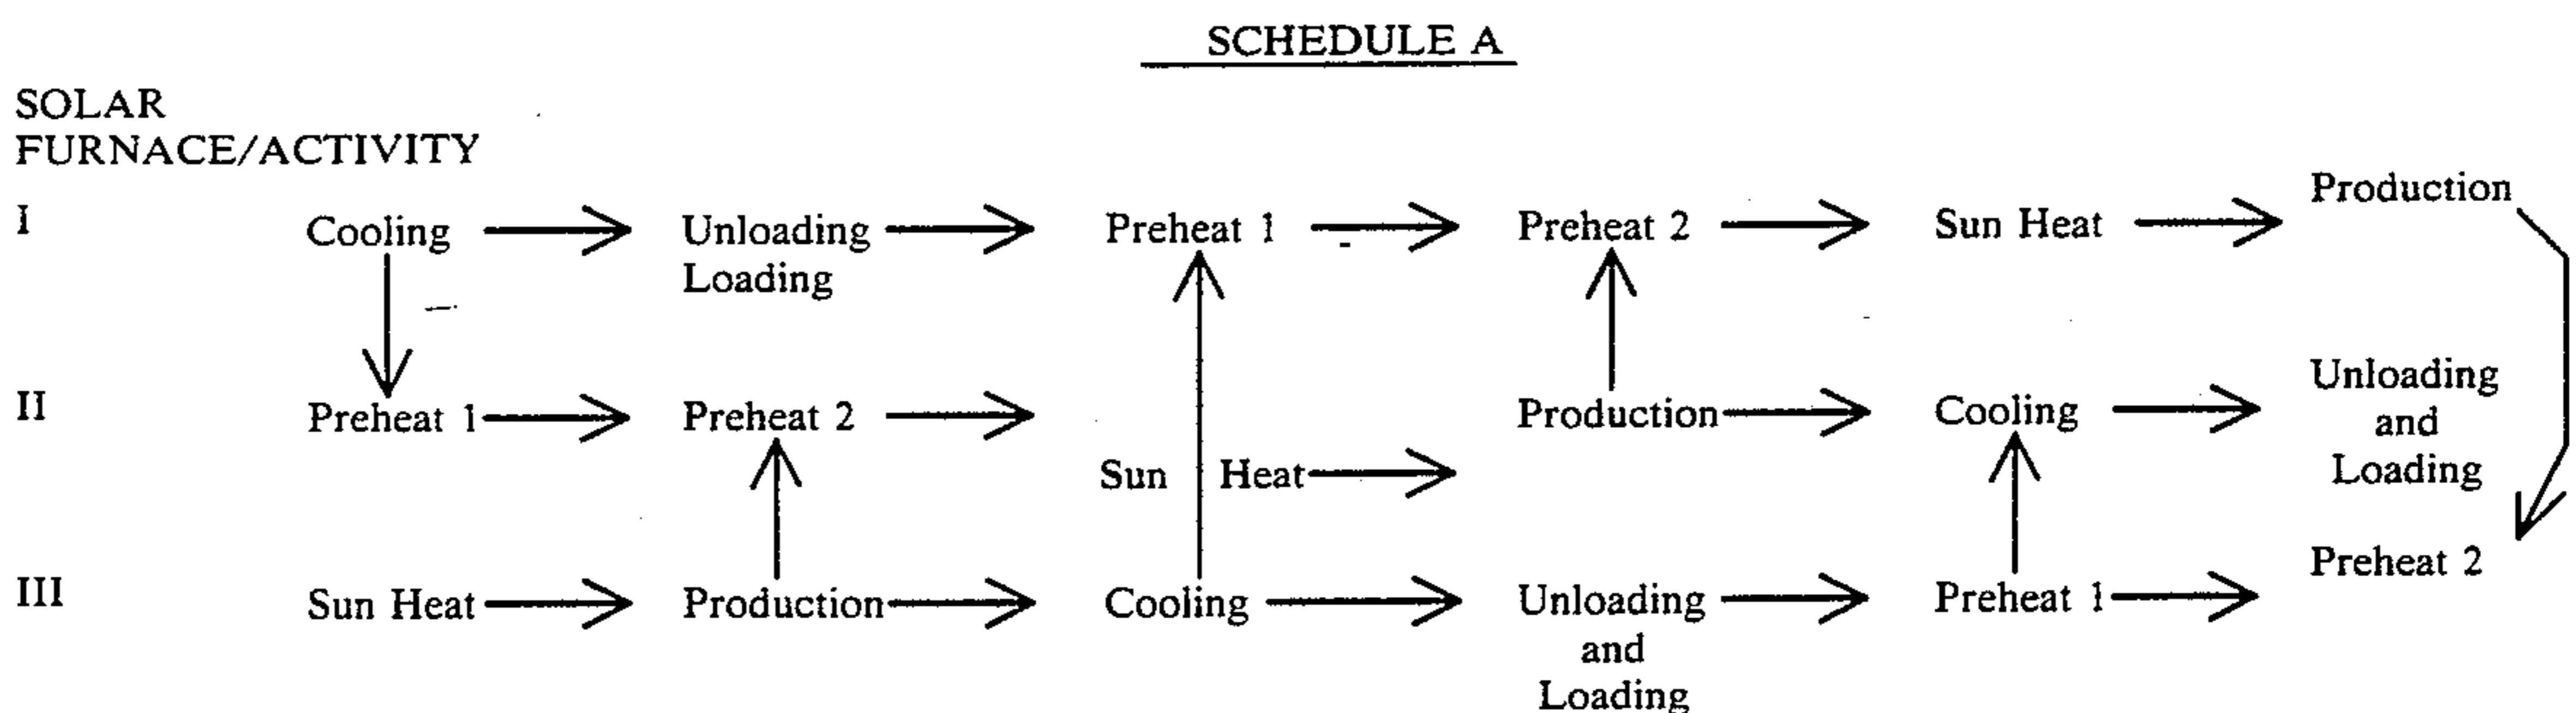 SCHEDULE A
SOLAR
FURNACE/ACTIVITY
I Cooling Unloading Preheat 1 Preheat 2 Sun Heat Production
Loading
II Preheat 1 Preheat 2 Production Cooling Unloading
and
Sun Heat Loading
III Sun Heat Production Cooling Unloading Preheat 1 Preheat 2
and
Loading